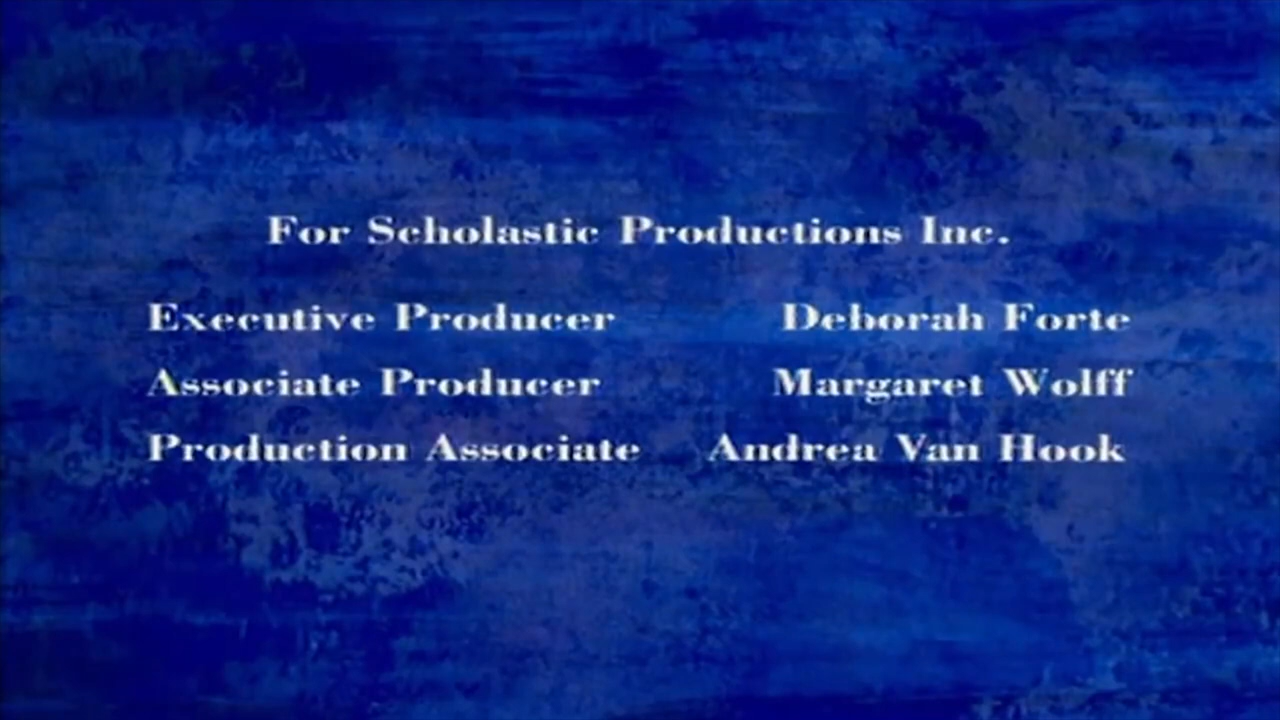 For Scholastic Productions Inc.
Executive Producer Deborah Forte
Associate Producer Margaret Wolff
Production Associate Andrea Van Hook